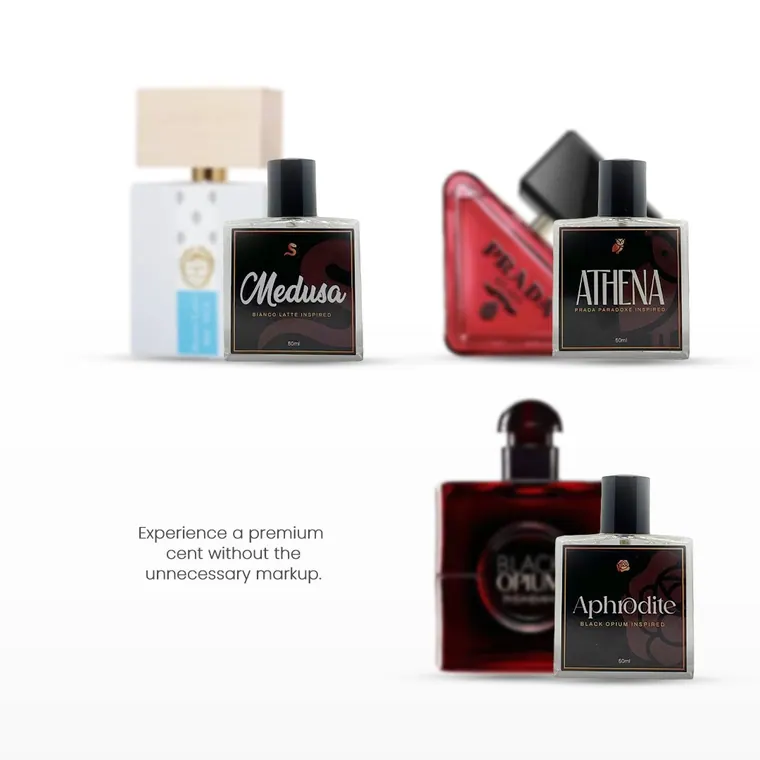 Medusa
BIANCO LATTE INSPIRED
50ml
PRADA
ATHENA
PRADA PARADOXE INSPIRED
50ml
Experience a premium
cent without the
unnecessary markup.
BLACK
OPIUM
Aphrodite
BLACK OPIUM INSPIRED
50ml